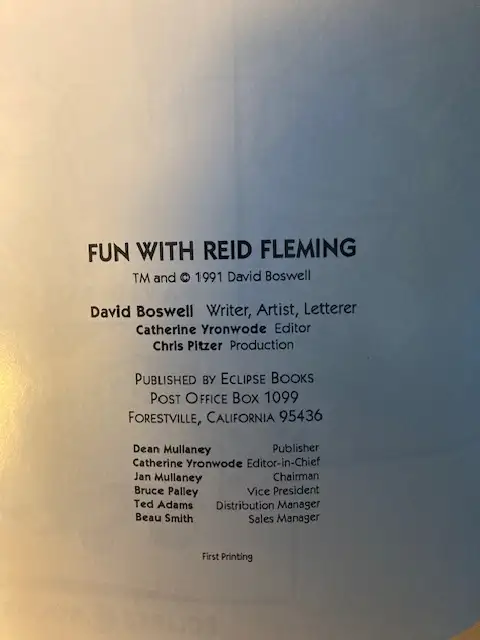 FUN WITH REID FLEMING
TM and © 1991 David Boswell
David Boswell Writer, Artist, Letterer
Catherine Yronwode Editor
Chris Pitzer Production
PUBLISHED BY ECLIPSE BOOKS
POST OFFICE BOX 1099
FORESTVILLE, CALIFORNIA 95436
Dean Mullaney Publisher
Catherine Yronwode Editor-in-Chief
Jan Mullaney Chairman
Bruce Palley Vice President
Ted Adams Distribution Manager
Beau Smith Sales Manager
First Printing